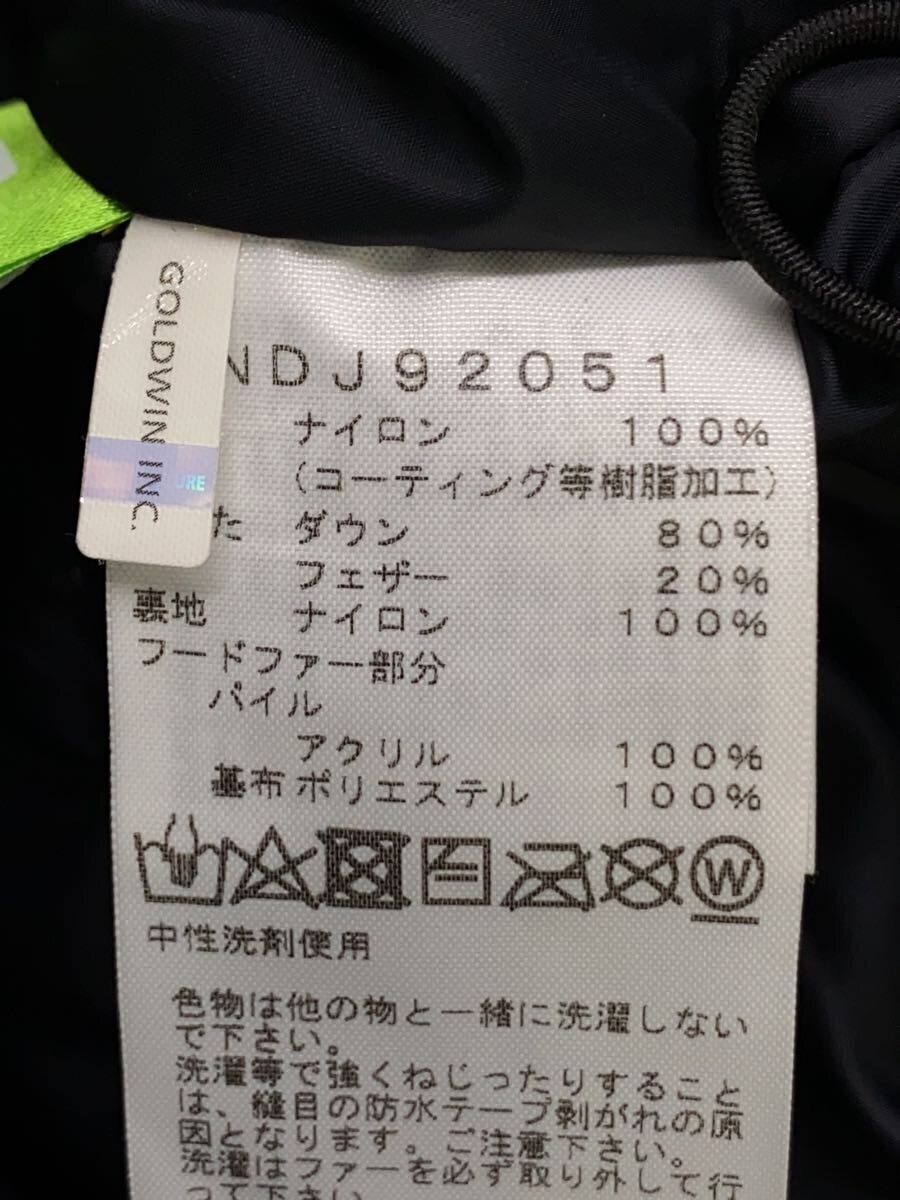 GOLDWIN INC.
NDJ92051
ナイロン 100%
(コーティング等樹脂加工)
た ダウン 80%
フェザー 20%
裏地 ナイロン 100%
フードファー部分
パイル
アクリル 100%
基布 ポリエステル 100%
W
中性洗剤使用
色物は他の物と一緒に洗濯しない
で下さい。
洗濯等で強くねじったりすること
は、縫目の防水テープ剥がれの原
因となります。ご注意下さい。
洗濯はファーを必ず取り外して行
って下さい